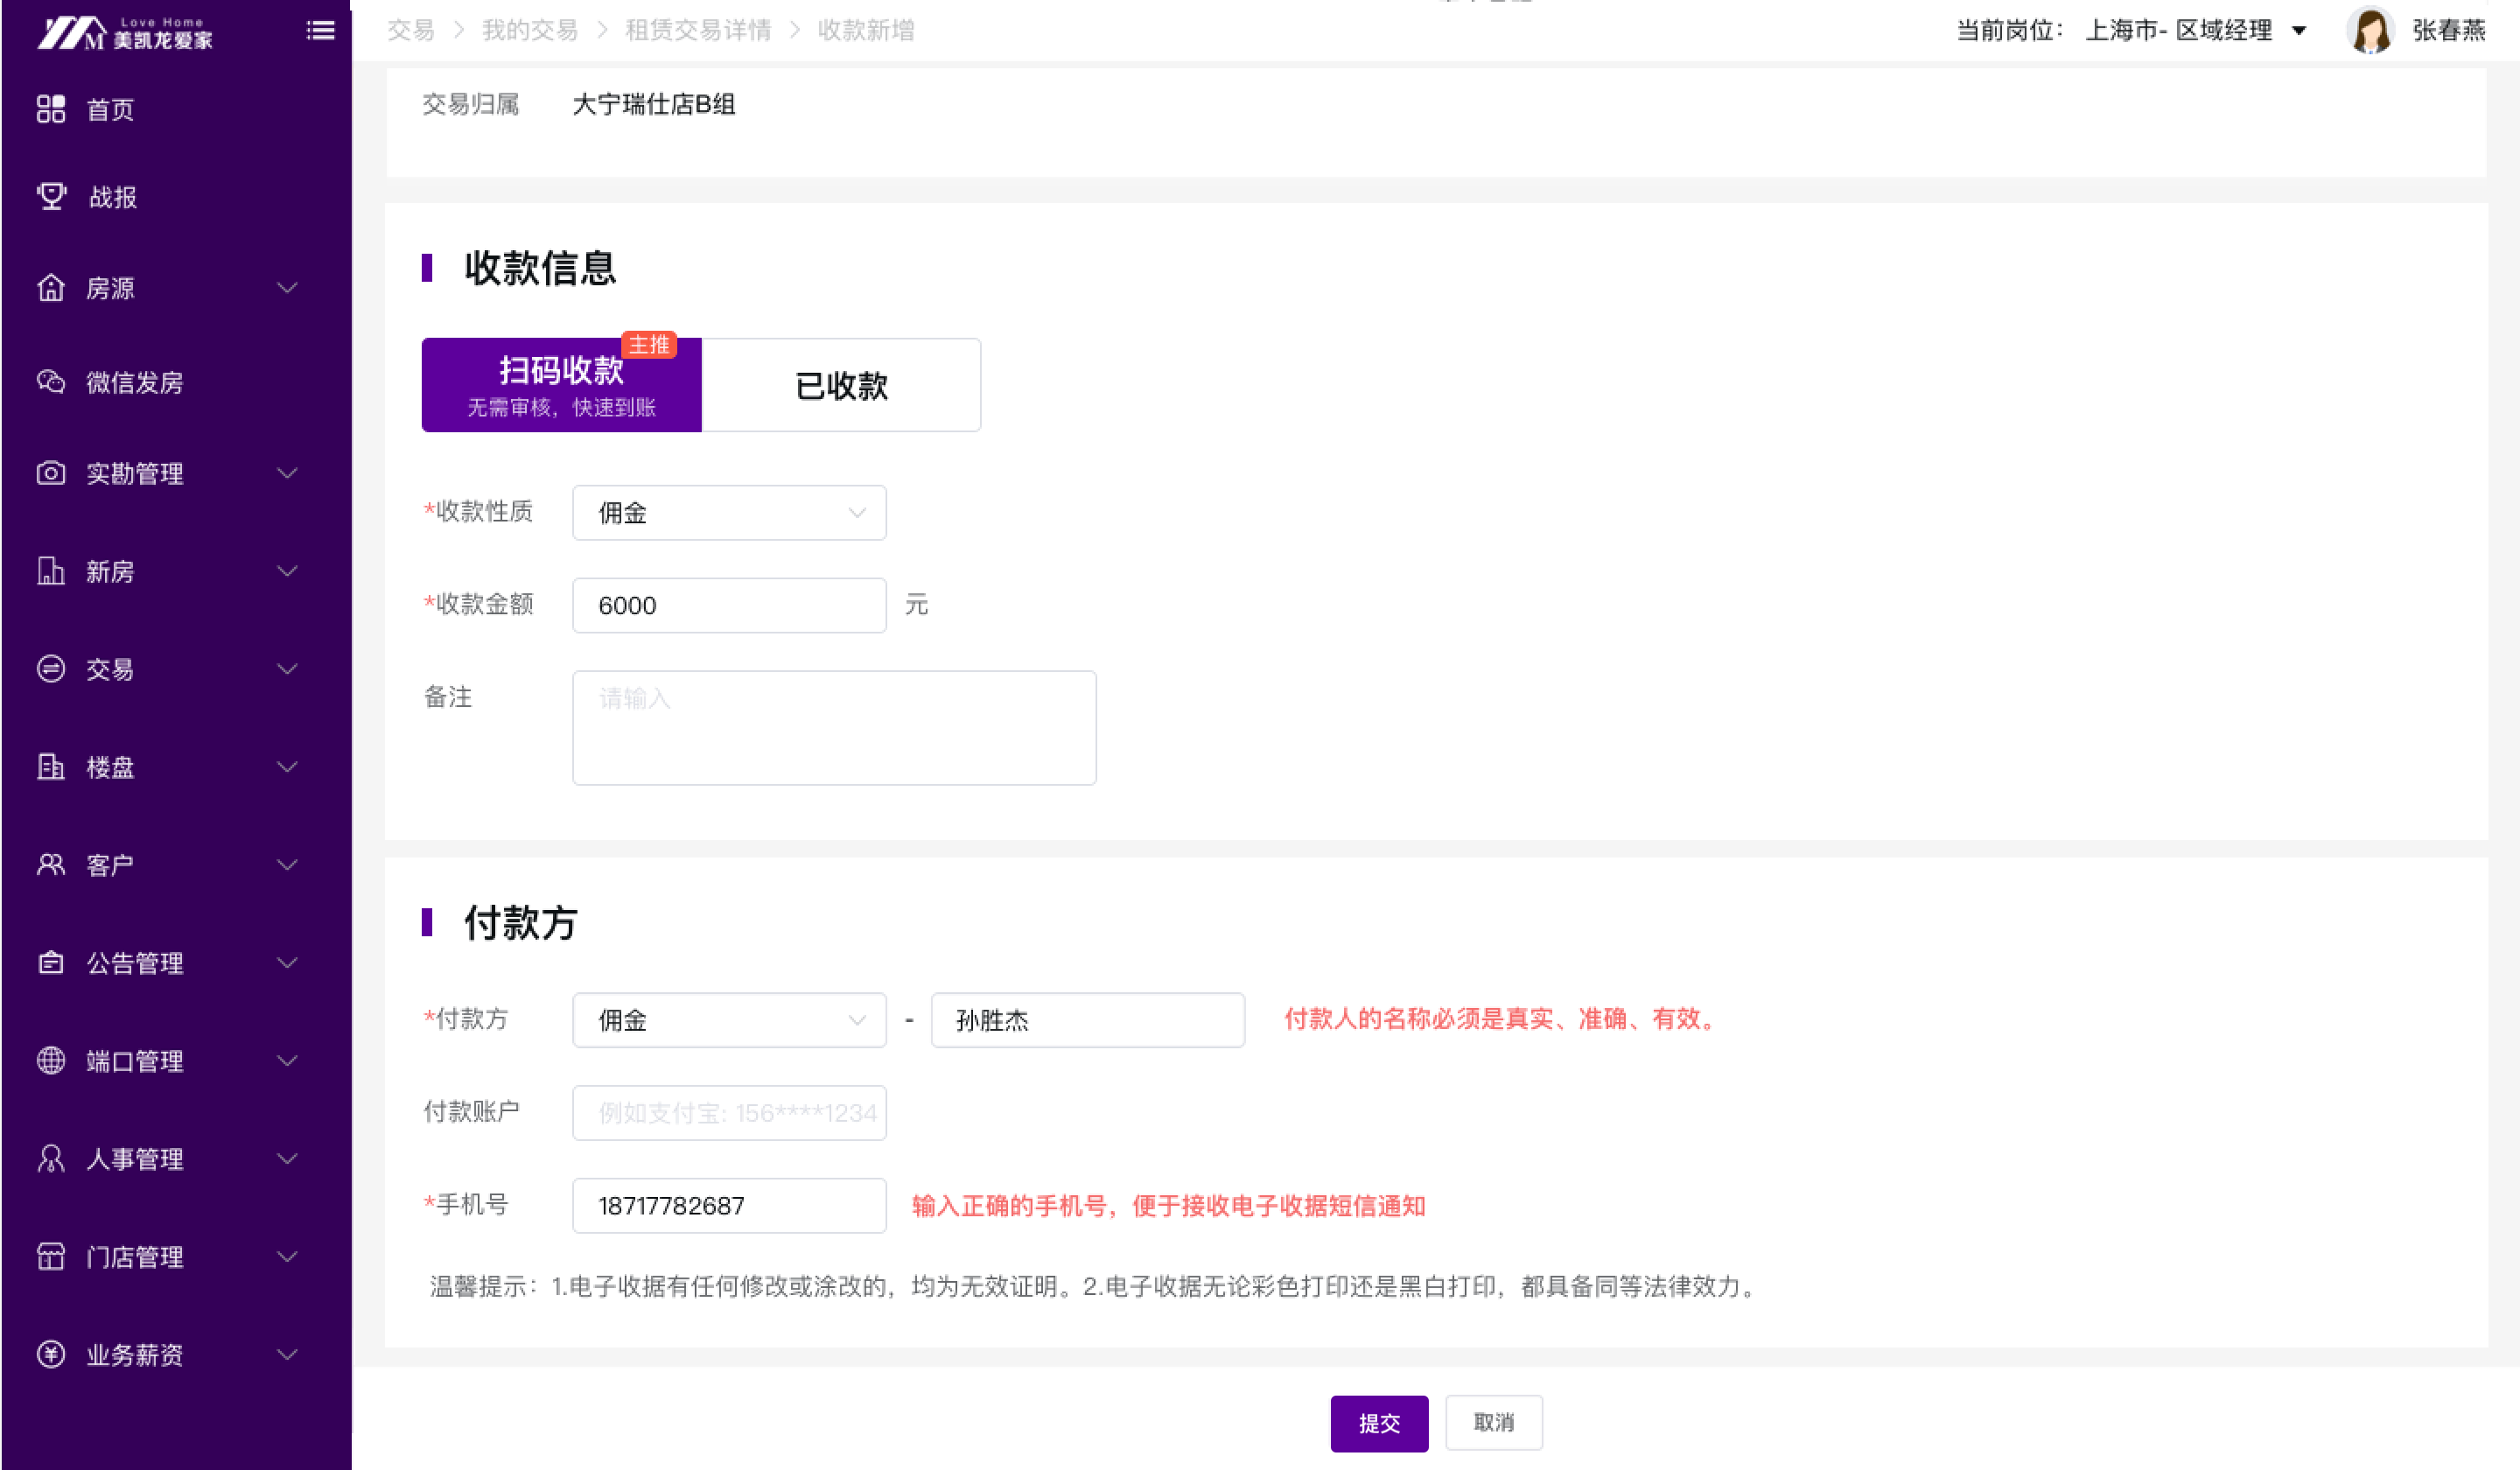 Love Home
M 美凯龙爱家
首页
战报
房源
微信发房
实勘管理
新房
交易
楼盘
客户
公告管理
端口管理
人事管理
门店管理
业务薪资
交易 > 我的交易 > 租赁交易详情 > 收款新增
当前岗位： 上海市- 区域经理
张春燕
交易归属 大宁瑞仕店B组
收款信息
主推
扫码收款
无需审核，快速到账
已收款
*收款性质 佣金
*收款金额 6000 元
备注 请输入
付款方
*付款方 佣金 - 孙胜杰 付款人的名称必须是真实、准确、有效。
付款账户 例如支付宝: 156****1234
*手机号 18717782687 输入正确的手机号，便于接收电子收据短信通知
温馨提示：1.电子收据有任何修改或涂改的，均为无效证明。2.电子收据无论彩色打印还是黑白打印，都具备同等法律效力。
提交
取消